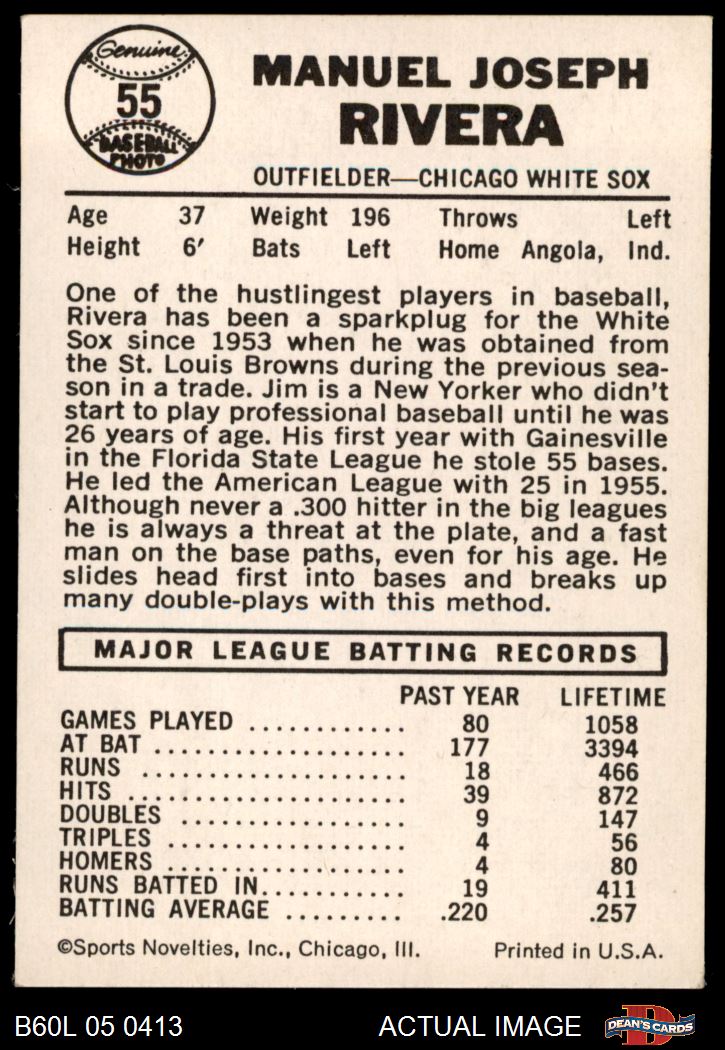 Genuine
55
BASEBALL
PHOTO
MANUEL JOSEPH
RIVERA
OUTFIELDER—CHICAGO WHITE SOX
Age 37 Weight 196 Throws Left
Height 6' Bats Left Home Angola, Ind.
One of the hustlingest players in baseball,
Rivera has been a sparkplug for the White
Sox since 1953 when he was obtained from
the St. Louis Browns during the previous sea-
son in a trade. Jim is a New Yorker who didn't
start to play professional baseball until he was
26 years of age. His first year with Gainesville
in the Florida State League he stole 55 bases.
He led the American League with 25 in 1955.
Although never a .300 hitter in the big leagues
he is always a threat at the plate, and a fast
man on the base paths, even for his age. He
slides head first into bases and breaks up
many double-plays with this method.
MAJOR LEAGUE BATTING RECORDS
PAST YEAR LIFETIME
GAMES PLAYED ............ 80 1058
AT BAT ................... 177 3394
RUNS .................... 18 466
HITS ..................... 39 872
DOUBLES ................. 9 147
TRIPLES .................. 4 56
HOMERS .................. 4 80
RUNS BATTED IN........... 19 411
BATTING AVERAGE ......... .220 .257
©Sports Novelties, Inc., Chicago, Ill. Printed in U.S.A.
B60L 05 0413 ACTUAL IMAGE D DEAN'S CARDS